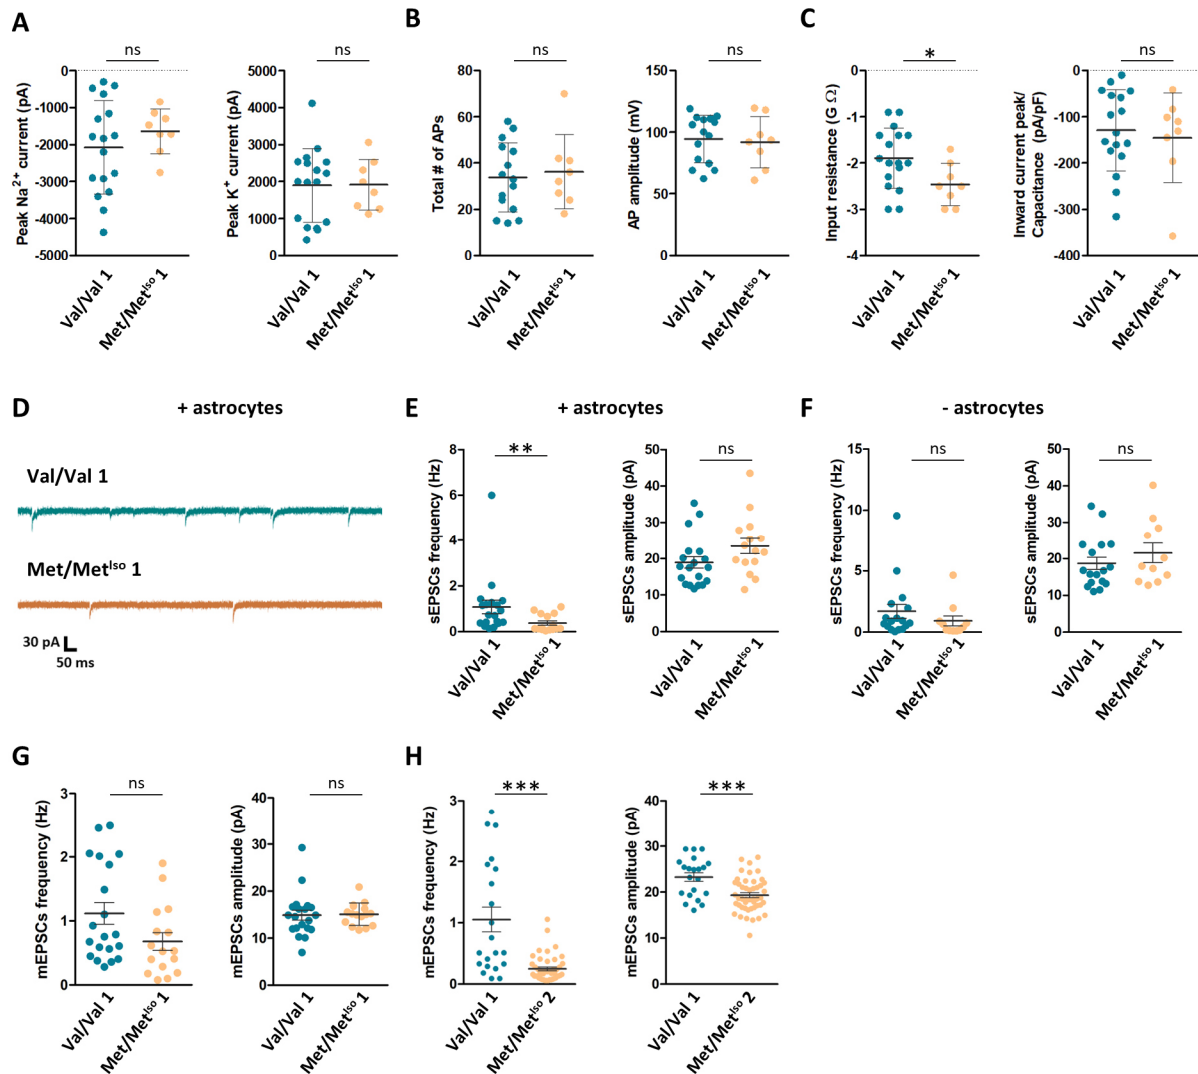 A
ns
Peak Na²⁺ current (pA)
0
-1000
-2000
-3000
-4000
-5000
Val/Val 1
Met/Metᴵˢᵒ 1
ns
Peak K⁺ current (pA)
5000
4000
3000
2000
1000
0
Val/Val 1
Met/Metᴵˢᵒ 1
B
ns
Total # of APs
80
60
40
20
0
Val/Val 1
Met/Metᴵˢᵒ 1
ns
AP amplitude (mV)
150
100
50
0
Val/Val 1
Met/Metᴵˢᵒ 1
C
*
Input resistance (G Ω)
0
-1
-2
-3
-4
Val/Val 1
Met/Metᴵˢᵒ 1
ns
Inward current peak/
Capacitance (pA/pF)
0
-100
-200
-300
-400
Val/Val 1
Met/Metᴵˢᵒ 1
D
+ astrocytes
Val/Val 1
Met/Metᴵˢᵒ 1
30 pA
50 ms
E
+ astrocytes
**
sEPSCs frequency (Hz)
8
6
4
2
0
Val/Val 1
Met/Metᴵˢᵒ 1
ns
sEPSCs amplitude (pA)
50
40
30
20
10
0
Val/Val 1
Met/Metᴵˢᵒ 1
F
- astrocytes
ns
sEPSCs frequency (Hz)
15
10
5
0
Val/Val 1
Met/Metᴵˢᵒ 1
ns
sEPSCs amplitude (pA)
50
40
30
20
10
0
Val/Val 1
Met/Metᴵˢᵒ 1
G
ns
mEPSCs frequency (Hz)
3
2
1
0
Val/Val 1
Met/Metᴵˢᵒ 1
ns
mEPSCs amplitude (pA)
40
30
20
10
0
Val/Val 1
Met/Metᴵˢᵒ 1
H
***
mEPSCs frequency (Hz)
3
2
1
0
Val/Val 1
Met/Metᴵˢᵒ 2
***
mEPSCs amplitude (pA)
40
30
20
10
0
Val/Val 1
Met/Metᴵˢᵒ 2